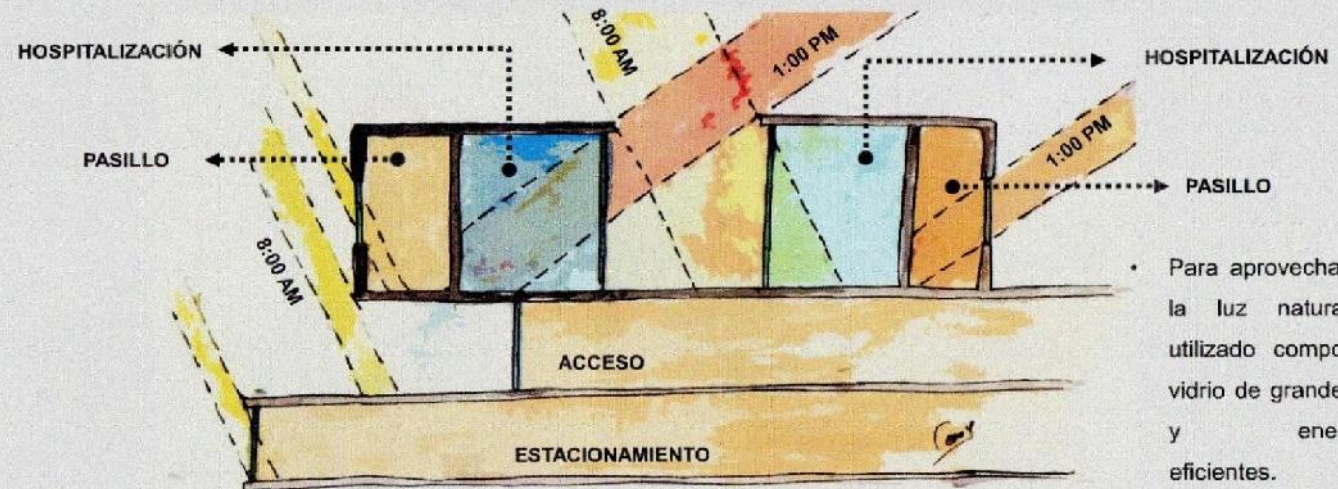 8:00 AM
1:00 PM
HOSPITALIZACIÓN
HOSPITALIZACIÓN
PASILLO
1:00 PM
PASILLO
8:00 AM
ACCESO
ESTACIONAMIENTO
• Para aprovecha
la luz natura
utilizado compo
vidrio de grande
y ene
eficientes.